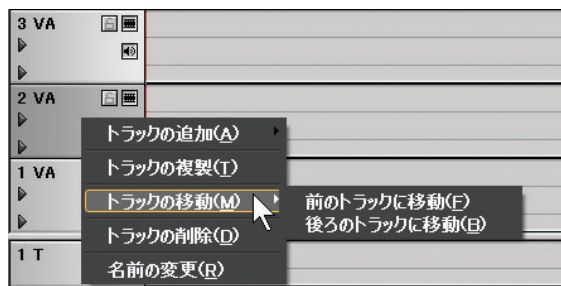 3 VA
2 VA
トラックの追加(A)
トラックの複製(T)
1 VA
トラックの移動(M)
前のトラックに移動(F)
後ろのトラックに移動(B)
トラックの削除(D)
1 T
名前の変更(R)